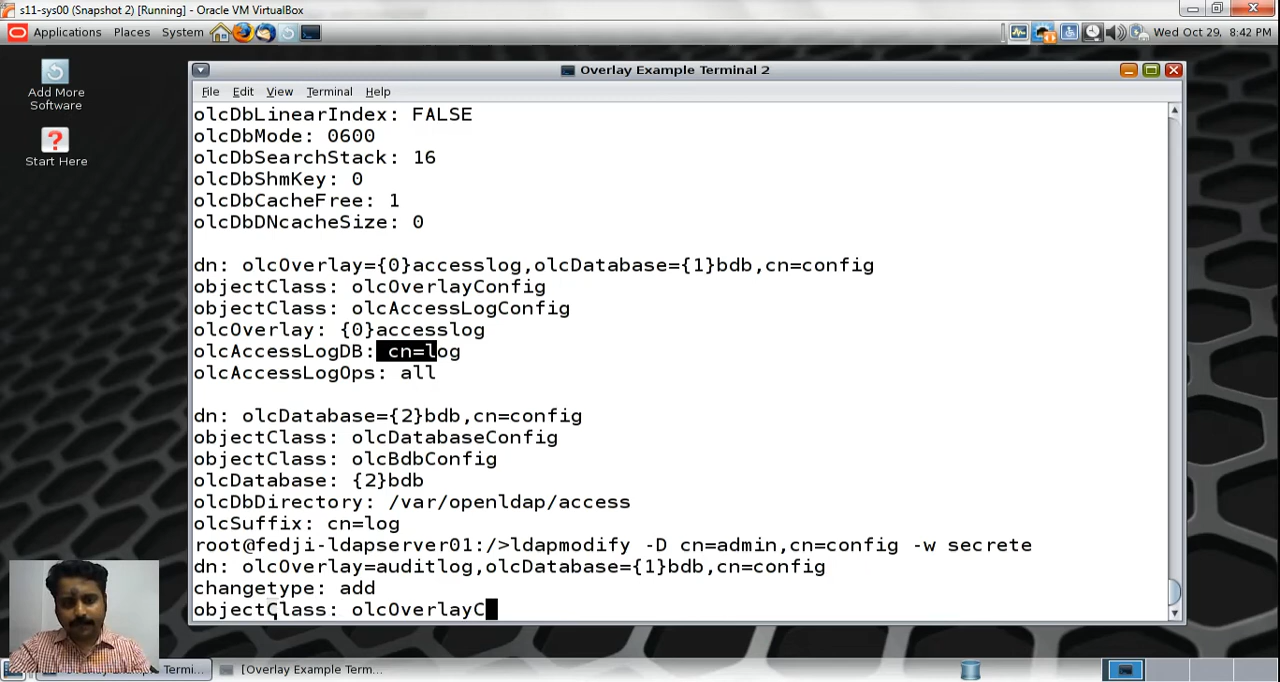 s11-sys00 (Snapshot 2) [Running] - Oracle VM VirtualBox
Applications Places System Wed Oct 29, 8:42 PM
Overlay Example Terminal 2
File Edit View Terminal Help
Add More
Software
Start Here
olcDbLinearIndex: FALSE
olcDbMode: 0600
olcDbSearchStack: 16
olcDbShmKey: 0
olcDbCacheFree: 1
olcDbDNcacheSize: 0
dn: olcOverlay={0}accesslog,olcDatabase={1}bdb,cn=config
objectClass: olcOverlayConfig
objectClass: olcAccessLogConfig
olcOverlay: {0}accesslog
olcAccessLogDB: cn=log
olcAccessLogOps: all
dn: olcDatabase={2}bdb,cn=config
objectClass: olcDatabaseConfig
objectClass: olcBdbConfig
olcDatabase: {2}bdb
olcDbDirectory: /var/openldap/access
olcSuffix: cn=log
root@fedji-ldapserver01:/>ldapmodify -D cn=admin,cn=config -w secrete
dn: olcOverlay=auditlog,olcDatabase={1}bdb,cn=config
changetype: add
objectClass: olcOverlayC
Termi...
[Overlay Example Term...